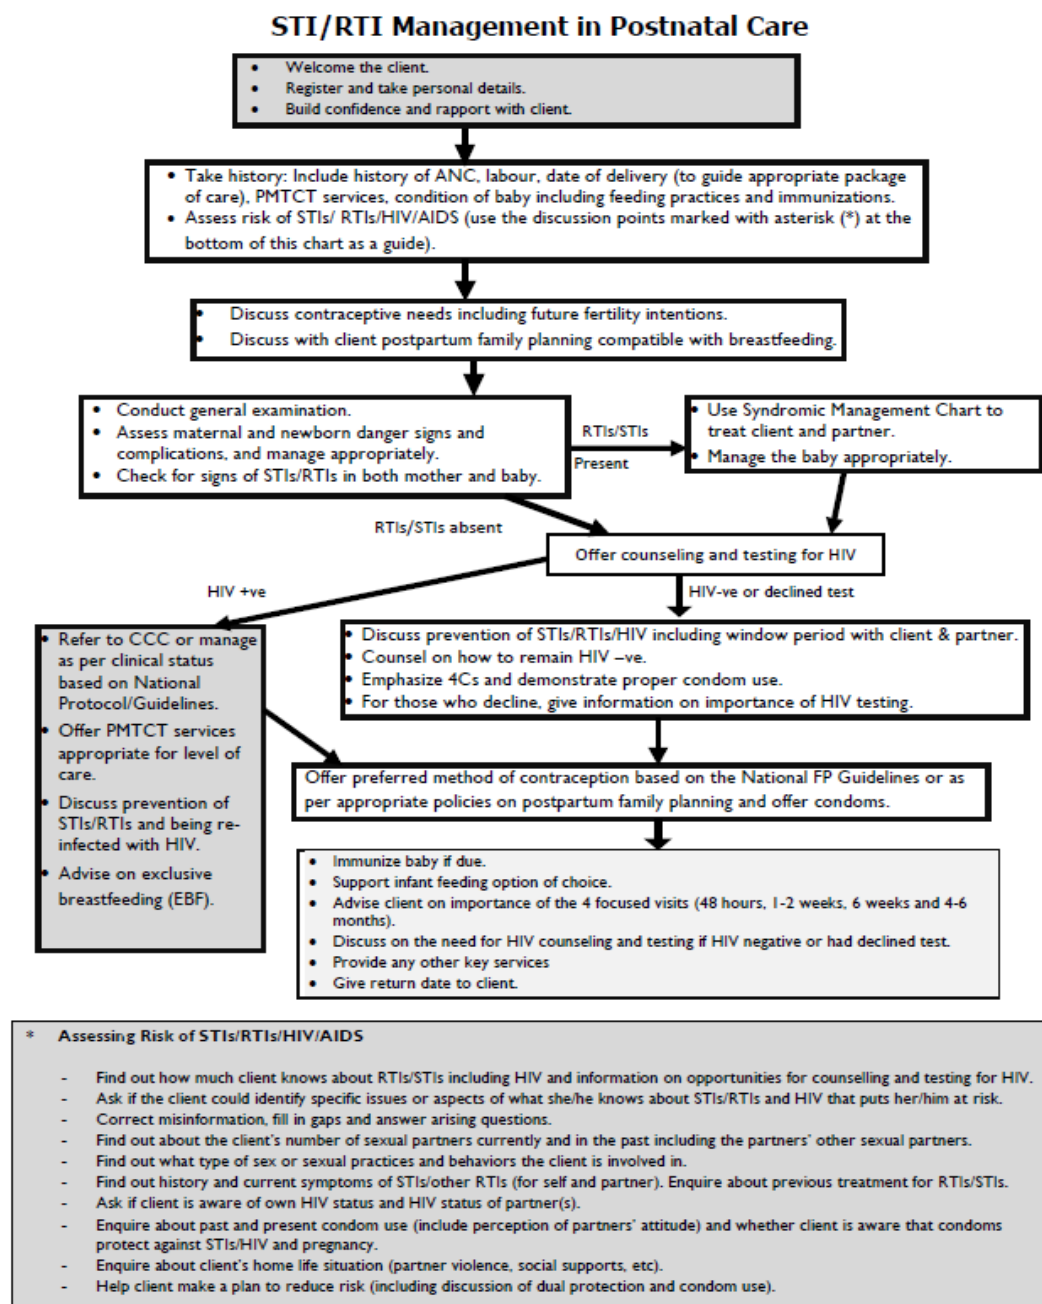 STI/RTI Management in Postnatal Care
• Welcome the client.
• Register and take personal details.
• Build confidence and rapport with client.
• Take history: Include history of ANC, labour, date of delivery (to guide appropriate package
of care), PMTCT services, condition of baby including feeding practices and immunizations.
• Assess risk of STIs/ RTIs/HIV/AIDS (use the discussion points marked with asterisk (*) at the
bottom of this chart as a guide).
• Discuss contraceptive needs including future fertility intentions.
• Discuss with client postpartum family planning compatible with breastfeeding.
• Conduct general examination.
• Assess maternal and newborn danger signs and
complications, and manage appropriately.
• Check for signs of STIs/RTIs in both mother and baby.
RTIs/STIs
Present
• Use Syndromic Management Chart to
treat client and partner.
• Manage the baby appropriately.
RTIs/STIs absent
Offer counseling and testing for HIV
HIV +ve
HIV-ve or declined test
• Refer to CCC or manage
as per clinical status
based on National
Protocol/Guidelines.
• Offer PMTCT services
appropriate for level of
care.
• Discuss prevention of
STIs/RTIs and being re-
infected with HIV.
• Advise on exclusive
breastfeeding (EBF).
• Discuss prevention of STIs/RTIs/HIV including window period with client & partner.
• Counsel on how to remain HIV –ve.
• Emphasize 4Cs and demonstrate proper condom use.
• For those who decline, give information on importance of HIV testing.
Offer preferred method of contraception based on the National FP Guidelines or as
per appropriate policies on postpartum family planning and offer condoms.
• Immunize baby if due.
• Support infant feeding option of choice.
• Advise client on importance of the 4 focused visits (48 hours, 1-2 weeks, 6 weeks and 4-6
months).
• Discuss on the need for HIV counseling and testing if HIV negative or had declined test.
• Provide any other key services
• Give return date to client.
* Assessing Risk of STIs/RTIs/HIV/AIDS
- Find out how much client knows about RTIs/STIs including HIV and information on opportunities for counselling and testing for HIV.
- Ask if the client could identify specific issues or aspects of what she/he knows about STIs/RTIs and HIV that puts her/him at risk.
- Correct misinformation, fill in gaps and answer arising questions.
- Find out about the client's number of sexual partners currently and in the past including the partners' other sexual partners.
- Find out what type of sex or sexual practices and behaviors the client is involved in.
- Find out history and current symptoms of STIs/other RTIs (for self and partner). Enquire about previous treatment for RTIs/STIs.
- Ask if client is aware of own HIV status and HIV status of partner(s).
- Enquire about past and present condom use (include perception of partners' attitude) and whether client is aware that condoms
protect against STIs/HIV and pregnancy.
- Enquire about client's home life situation (partner violence, social supports, etc).
- Help client make a plan to reduce risk (including discussion of dual protection and condom use).